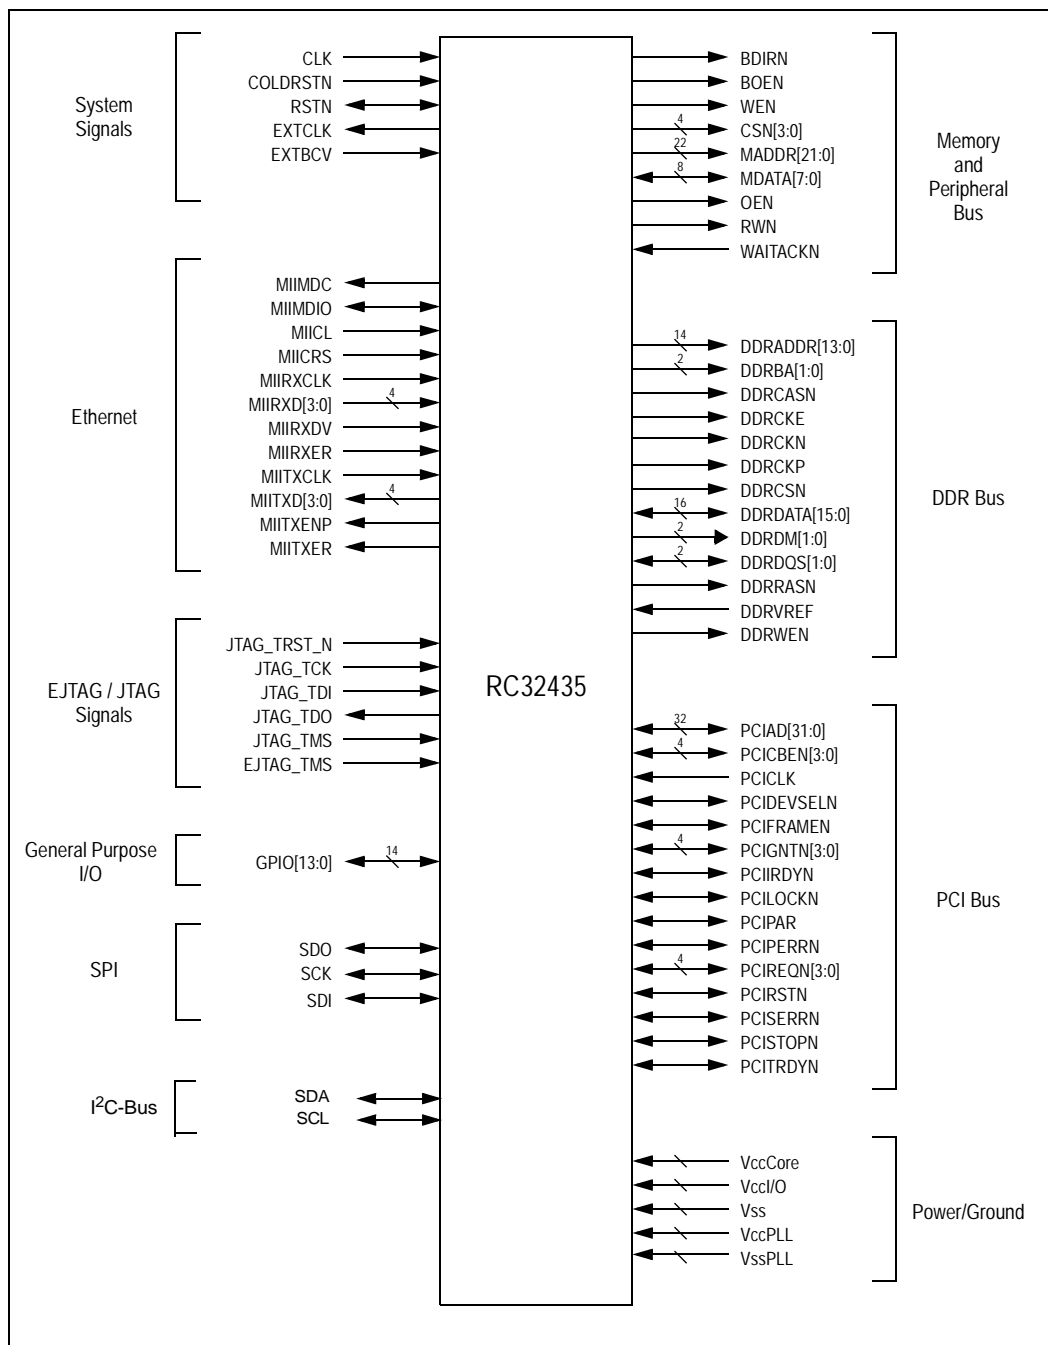 System
Signals
CLK
COLDRSTN
RSTN
EXTCLK
EXTBCV
Ethernet
MIIMDC
MIIMDIO
MIICL
MIICRS
MIIRXCLK
MIIRXD[3:0]
4
MIIRXDV
MIIRXER
MIITXCLK
MIITXD[3:0]
4
MIITXENP
MIITXER
EJTAG / JTAG
Signals
JTAG_TRST_N
JTAG_TCK
JTAG_TDI
JTAG_TDO
JTAG_TMS
EJTAG_TMS
General Purpose
I/O
GPIO[13:0]
14
SPI
SDO
SCK
SDI
I²C-Bus
SDA
SCL
RC32435
BDIRN
BOEN
WEN
4
CSN[3:0]
22
MADDR[21:0]
8
MDATA[7:0]
OEN
RWN
WAITACKN
Memory
and
Peripheral
Bus
14
DDRADDR[13:0]
2
DDRBA[1:0]
DDRCASN
DDRCKE
DDRCKN
DDRCKP
DDRCSN
16
DDRDATA[15:0]
2
DDRDM[1:0]
2
DDRDQS[1:0]
DDRRASN
DDRVREF
DDRWEN
DDR Bus
32
PCIAD[31:0]
4
PCICBEN[3:0]
PCICLK
PCIDEVSELN
PCIFRAMEN
4
PCIGNTN[3:0]
PCIIRDYN
PCILOCKN
PCIPAR
PCIPERRN
4
PCIREQN[3:0]
PCIRSTN
PCISERRN
PCISTOPN
PCITRDYN
PCI Bus
VccCore
VccI/O
Vss
VccPLL
VssPLL
Power/Ground